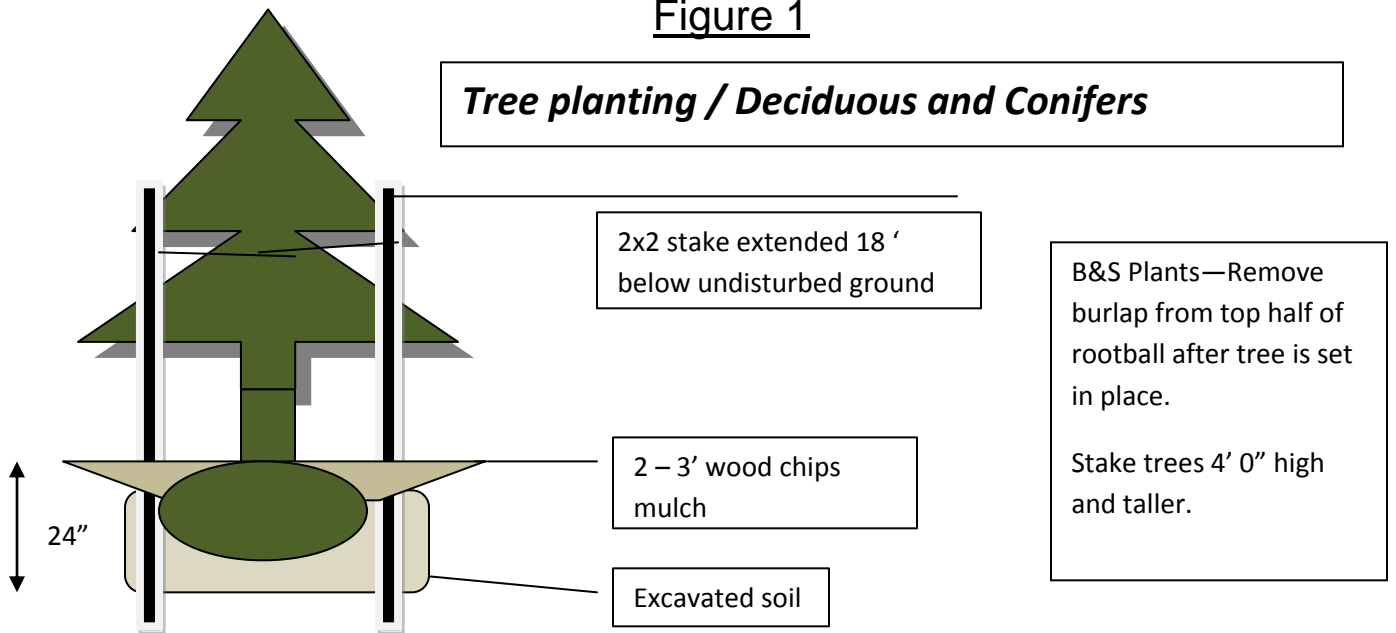 Figure 1
Tree planting / Deciduous and Conifers
2x2 stake extended 18 ‘
below undisturbed ground
B&S Plants—Remove
burlap from top half of
rootball after tree is set
in place.
Stake trees 4’ 0” high
and taller.
2 – 3’ wood chips
mulch
24”
Excavated soil